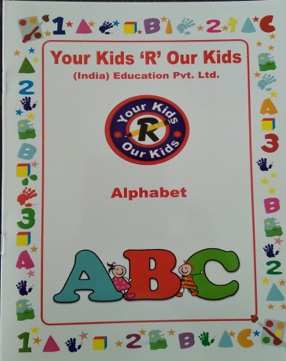 Your Kids 'R' Our Kids
(India) Education Pvt. Ltd.
Your Kids
R
Our Kids
Alphabet
ABC